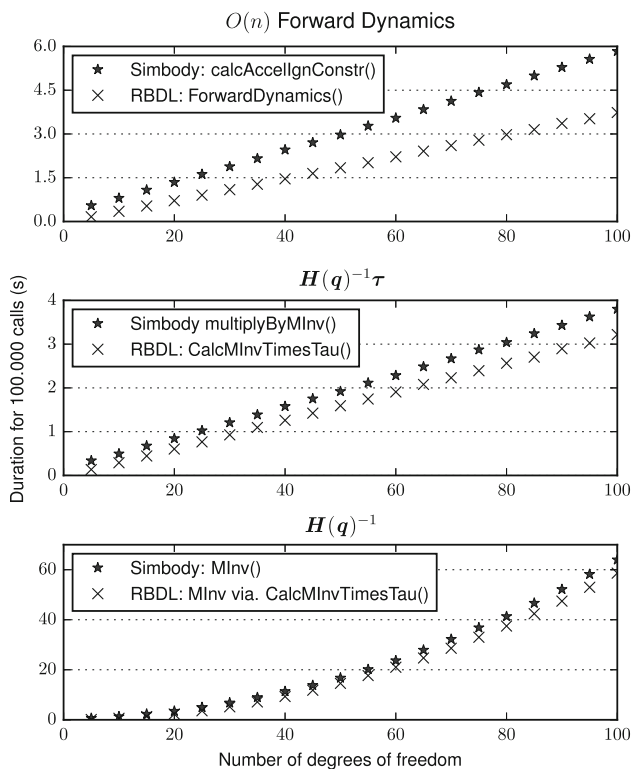 O(n) Forward Dynamics
6.0
4.5
3.0
1.5
0.0
Simbody: calcAccelIgnConstr()
RBDL: ForwardDynamics()
0 20 40 60 80 100
H(q)⁻¹τ
4
3
2
1
0
Simbody multiplyByMInv()
RBDL: CalcMInvTimesTau()
0 20 40 60 80 100
Duration for 100.000 calls (s)
H(q)⁻¹
60
40
20
0
Simbody: MInv()
RBDL: MInv via. CalcMInvTimesTau()
0 20 40 60 80 100
Number of degrees of freedom